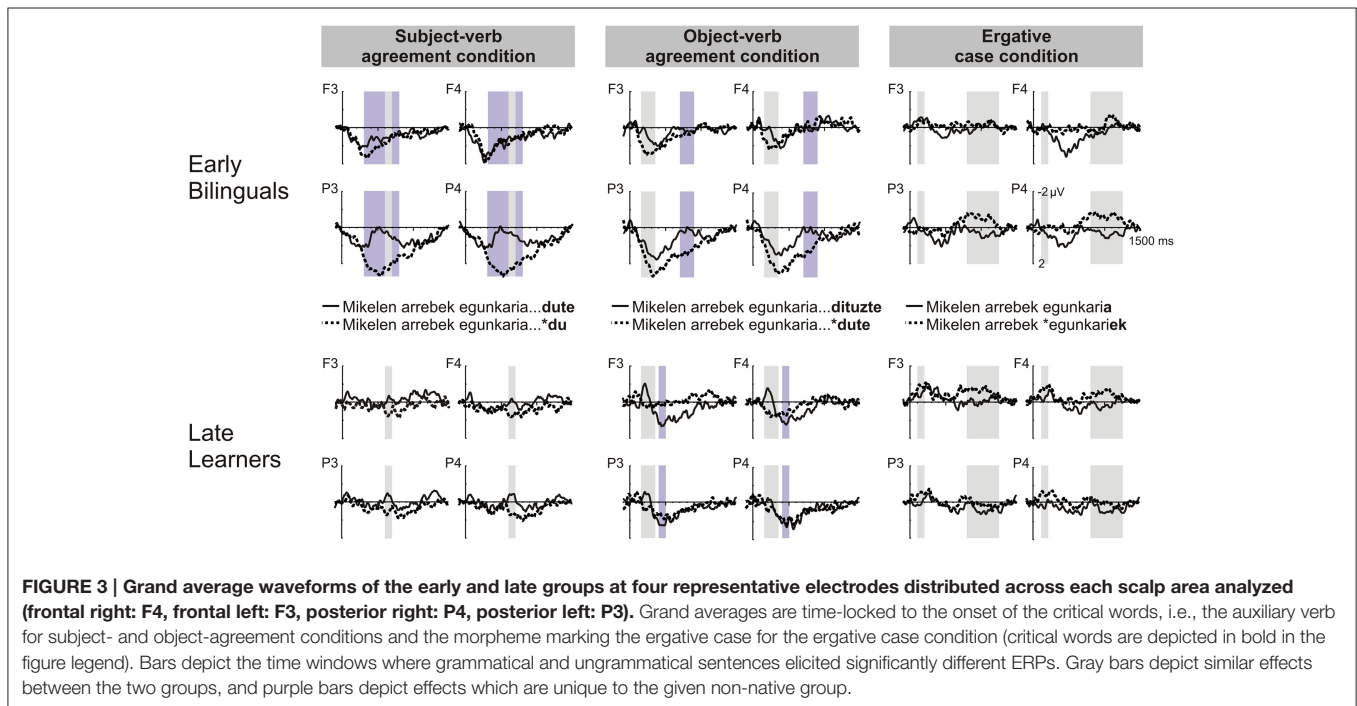 Subject-verb
agreement condition
Object-verb
agreement condition
Ergative
case condition
F3
F4
F3
F4
F3
F4
Early
Bilinguals
P3
P4
P3
P4
P3
P4
-2 µV
1500 ms
2
Mikelen arrebek egunkaria...dute
Mikelen arrebek egunkaria...*du
Mikelen arrebek egunkaria...dituzte
Mikelen arrebek egunkaria...*dute
Mikelen arrebek egunkaria
Mikelen arrebek *egunkariek
F3
F4
F3
F4
F3
F4
Late
Learners
P3
P4
P3
P4
P3
P4
FIGURE 3 | Grand average waveforms of the early and late groups at four representative electrodes distributed across each scalp area analyzed
(frontal right: F4, frontal left: F3, posterior right: P4, posterior left: P3). Grand averages are time-locked to the onset of the critical words, i.e., the auxiliary verb
for subject- and object-agreement conditions and the morpheme marking the ergative case for the ergative case condition (critical words are depicted in bold in the
figure legend). Bars depict the time windows where grammatical and ungrammatical sentences elicited significantly different ERPs. Gray bars depict similar effects
between the two groups, and purple bars depict effects which are unique to the given non-native group.